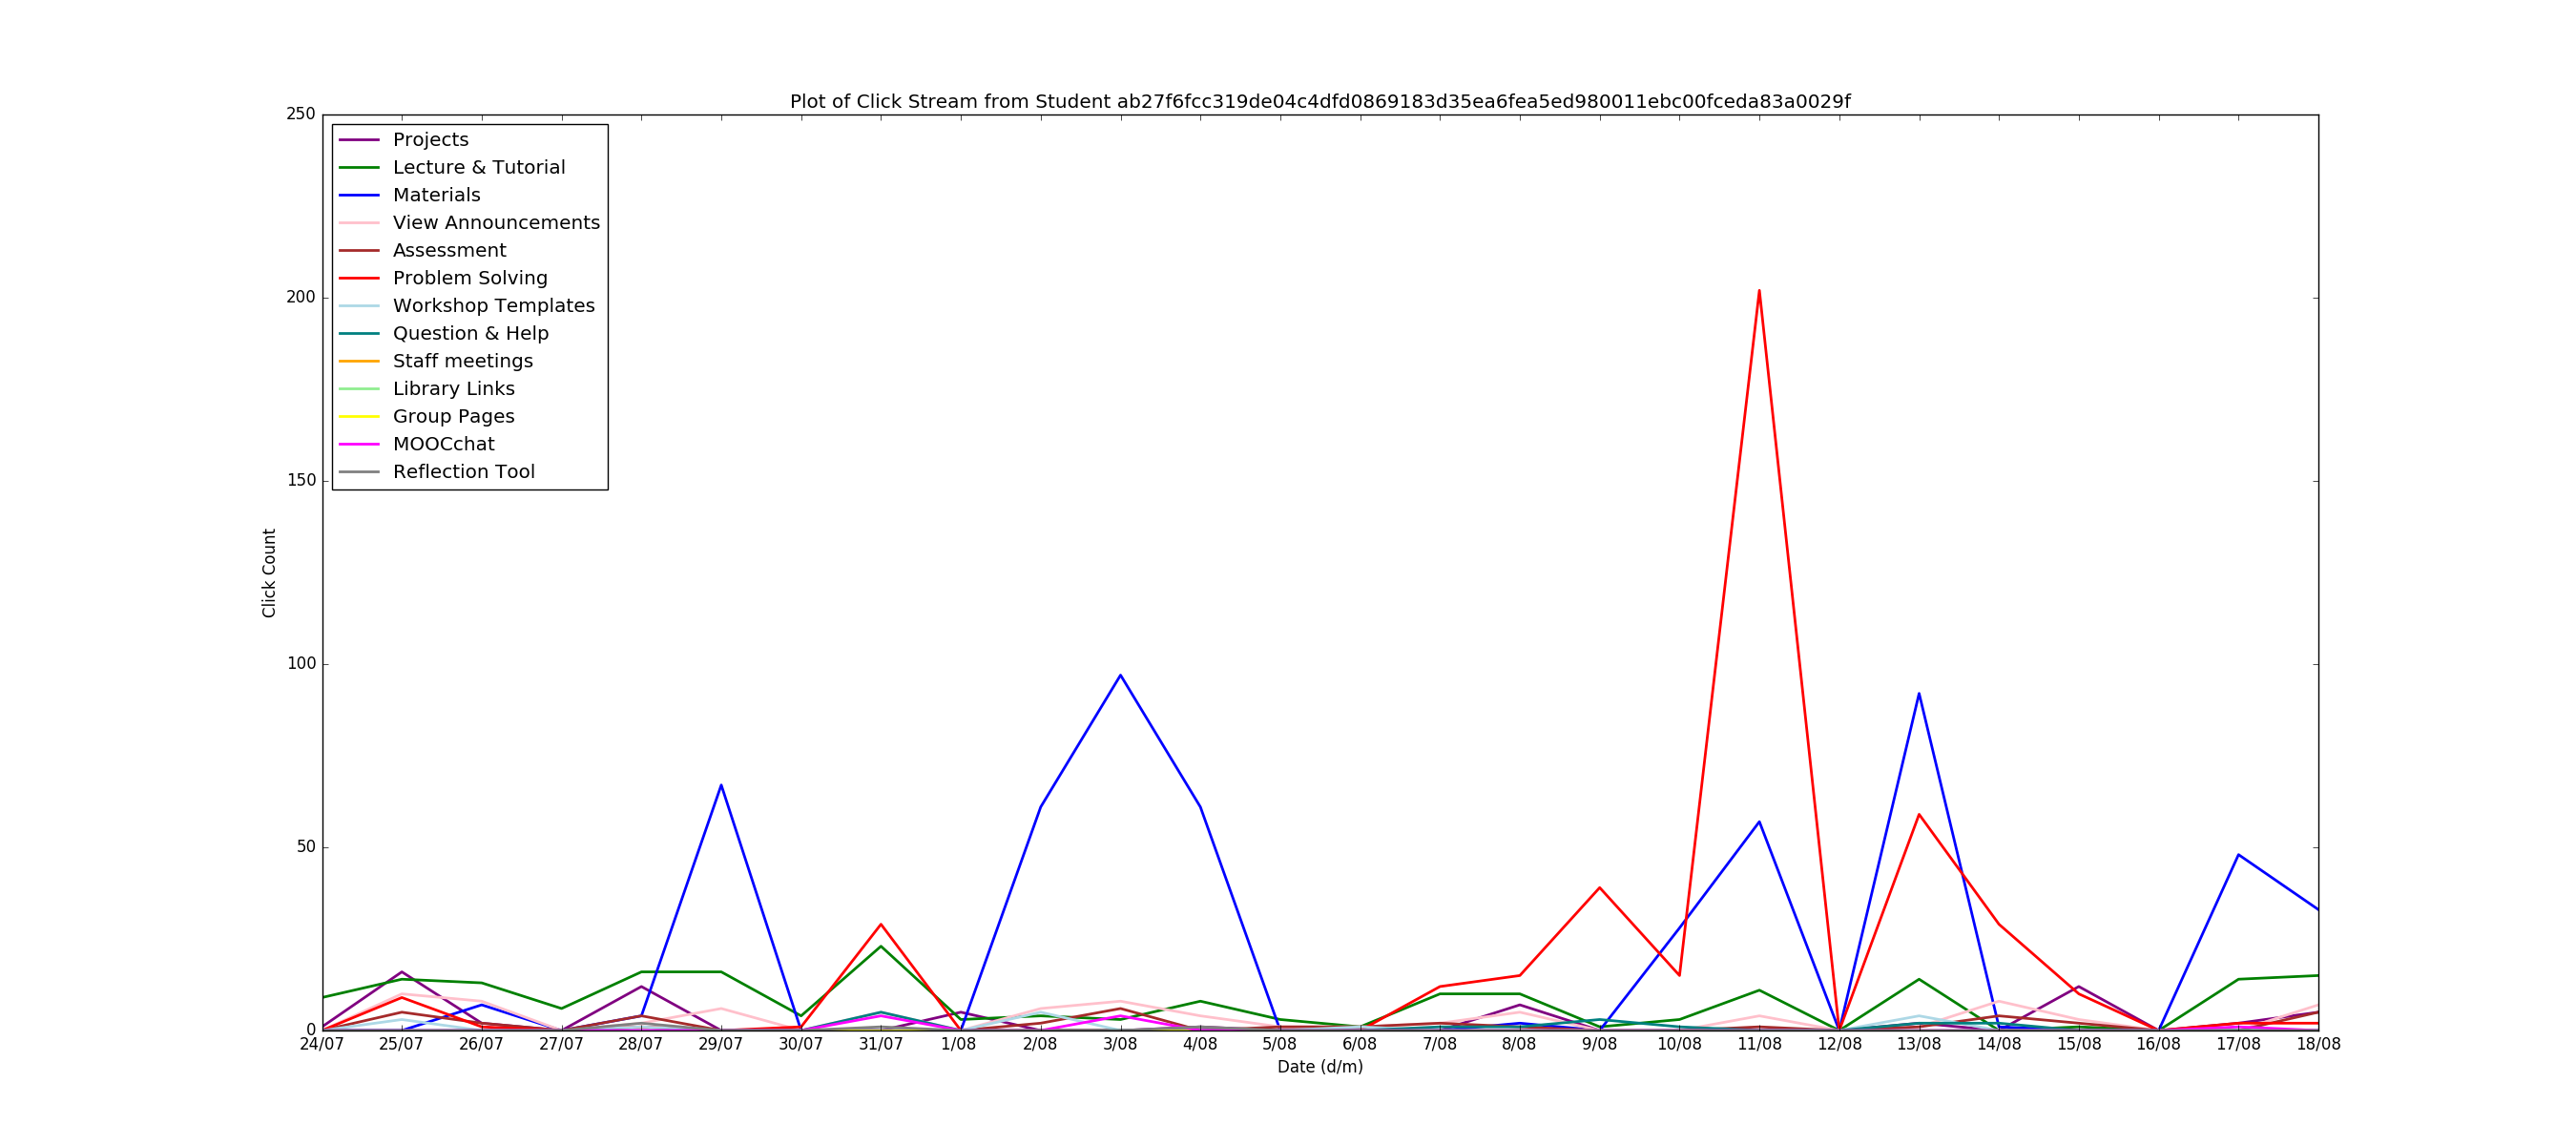 Plot of Click Stream from Student ab27f6fcc319de04c4dfd0869183d35ea6fea5ed980011ebc00fceda83a0029f
250
200
150
100
50
0
Click Count
Projects
Lecture & Tutorial
Materials
View Announcements
Assessment
Problem Solving
Workshop Templates
Question & Help
Staff meetings
Library Links
Group Pages
MOOCchat
Reflection Tool
24/07 25/07 26/07 27/07 28/07 29/07 30/07 31/07 1/08 2/08 3/08 4/08 5/08 6/08 7/08 8/08 9/08 10/08 11/08 12/08 13/08 14/08 15/08 16/08 17/08 18/08
Date (d/m)